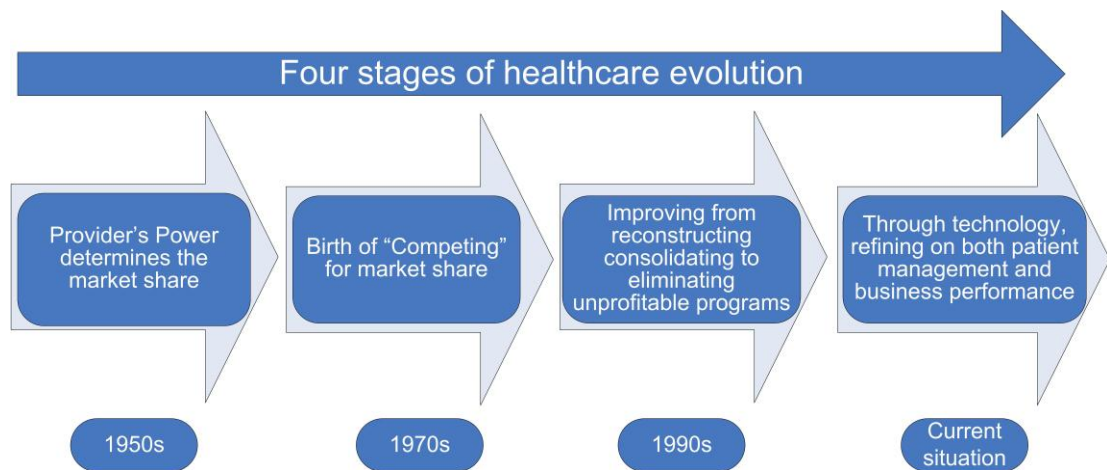 Four stages of healthcare evolution
Provider’s Power
determines the
market share
Birth of “Competing”
for market share
Improving from
reconstructing
consolidating to
eliminating
unprofitable programs
Through technology,
refining on both patient
management and
business performance
1950s
1970s
1990s
Current
situation